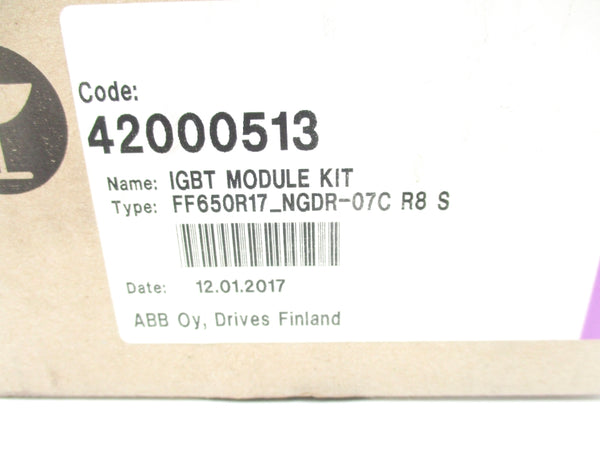 Code:
42000513
Name: IGBT MODULE KIT
Type: FF650R17_NGDR-07C R8 S
Date: 12.01.2017
ABB Oy, Drives Finland